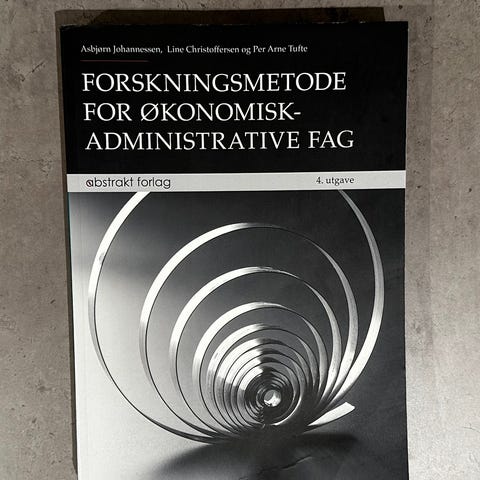 Asbjørn Johannessen, Line Christoffersen og Per Arne Tufte
FORSKNINGSMETODE
FOR ØKONOMISK-
ADMINISTRATIVE FAG
abstrakt forlag 4. utgave